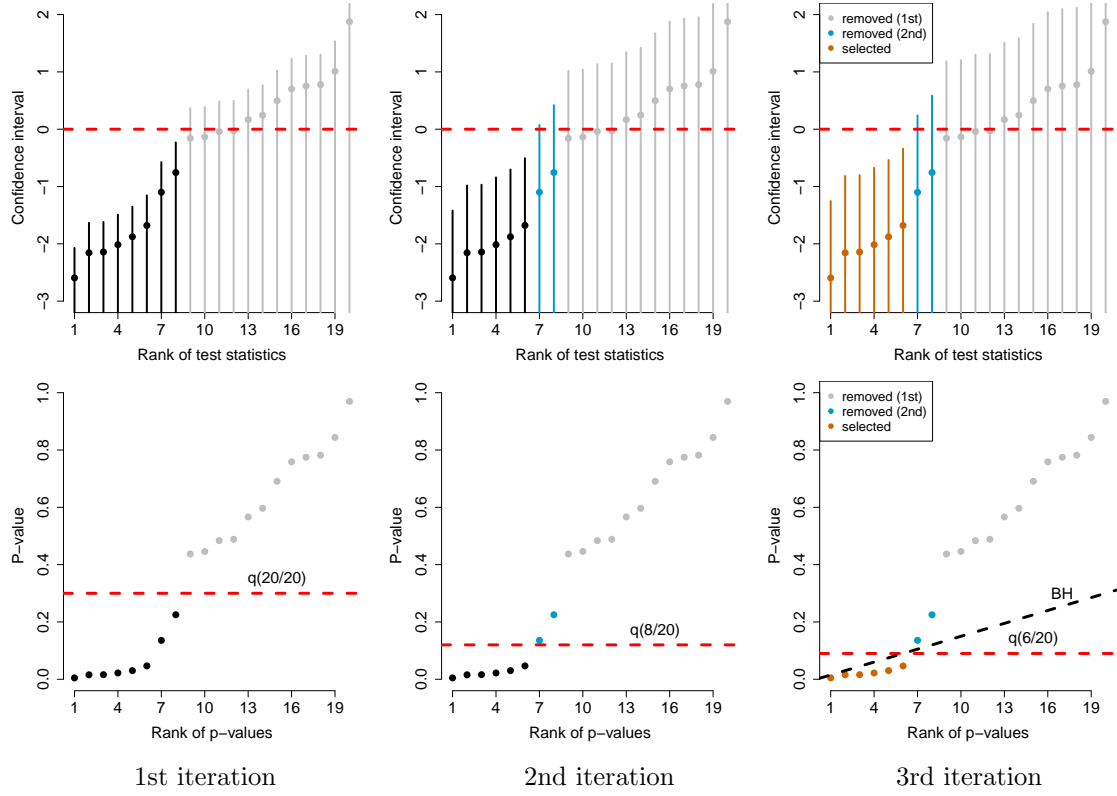 Confidence interval
2
1
0
−1
−2
−3
1 4 7 10 13 16 19
Rank of test statistics
Confidence interval
2
1
0
−1
−2
−3
1 4 7 10 13 16 19
Rank of test statistics
removed (1st)
removed (2nd)
selected
Confidence interval
2
1
0
−1
−2
−3
1 4 7 10 13 16 19
Rank of test statistics
P−value
1.0
0.8
0.6
0.4
0.2
0.0
q(20/20)
1 4 7 10 13 16 19
Rank of p−values
1st iteration
P−value
1.0
0.8
0.6
0.4
0.2
0.0
q(8/20)
1 4 7 10 13 16 19
Rank of p−values
2nd iteration
removed (1st)
removed (2nd)
selected
P−value
1.0
0.8
0.6
0.4
0.2
0.0
BH
q(6/20)
1 4 7 10 13 16 19
Rank of p−values
3rd iteration